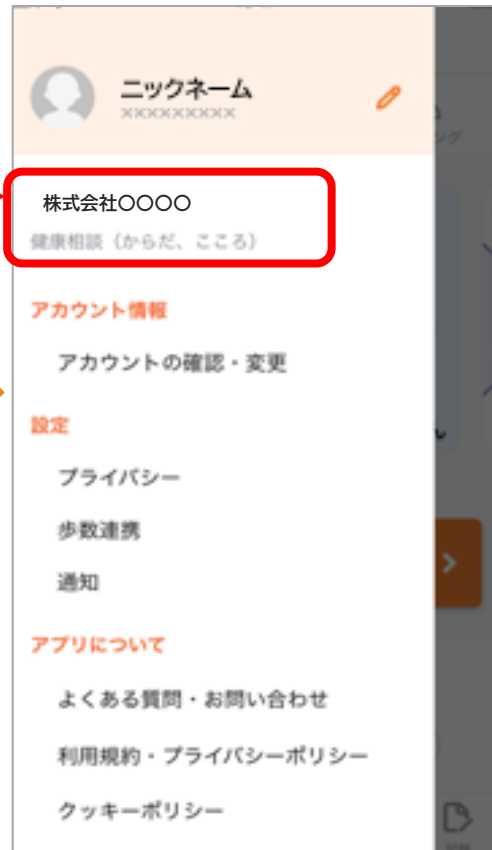 ニックネーム
×××××××××
株式会社〇〇〇〇
健康相談（からだ、こころ）
アカウント情報
アカウントの確認・変更
設定
プライバシー
歩数連携
通知
アプリについて
よくある質問・お問い合わせ
利用規約・プライバシーポリシー
クッキーポリシー